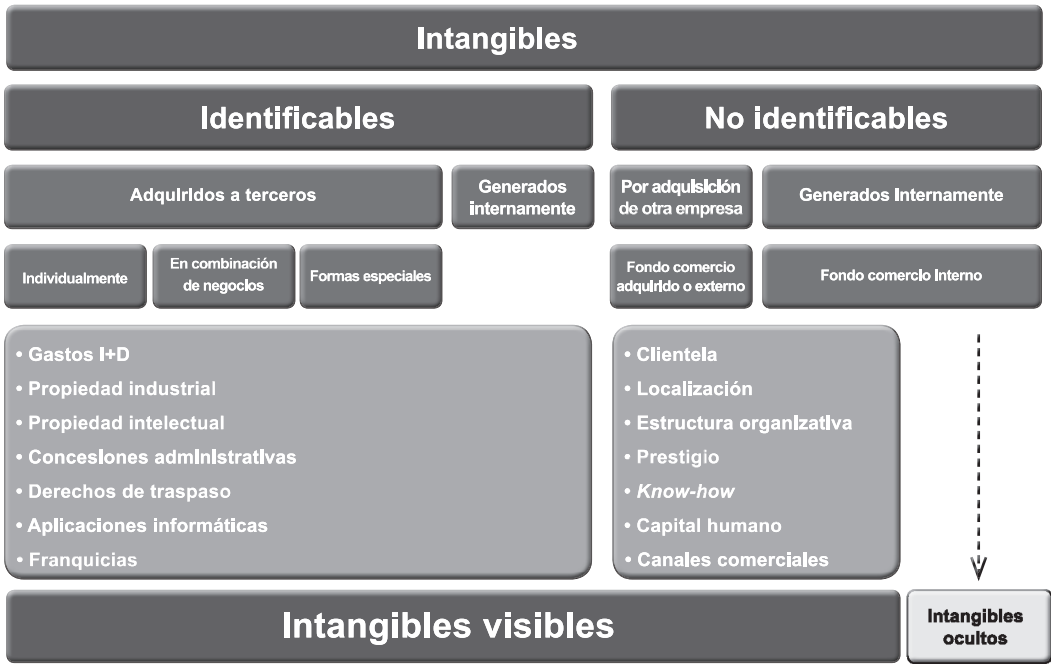 Intangibles
Identificables
No identificables
Adquiridos a terceros
Generados
internamente
Por adquisición
de otra empresa
Generados Internamente
Individualmente
En combinación
de negocios
Formas especiales
Fondo comercio
adquirido o externo
Fondo comercio Interno
• Gastos I+D
• Propiedad industrial
• Propiedad intelectual
• Concesiones administrativas
• Derechos de traspaso
• Aplicaciones informáticas
• Franquicias
• Clientela
• Localización
• Estructura organizativa
• Prestigio
• Know-how
• Capital humano
• Canales comerciales
Intangibles visibles
Intangibles
ocultos